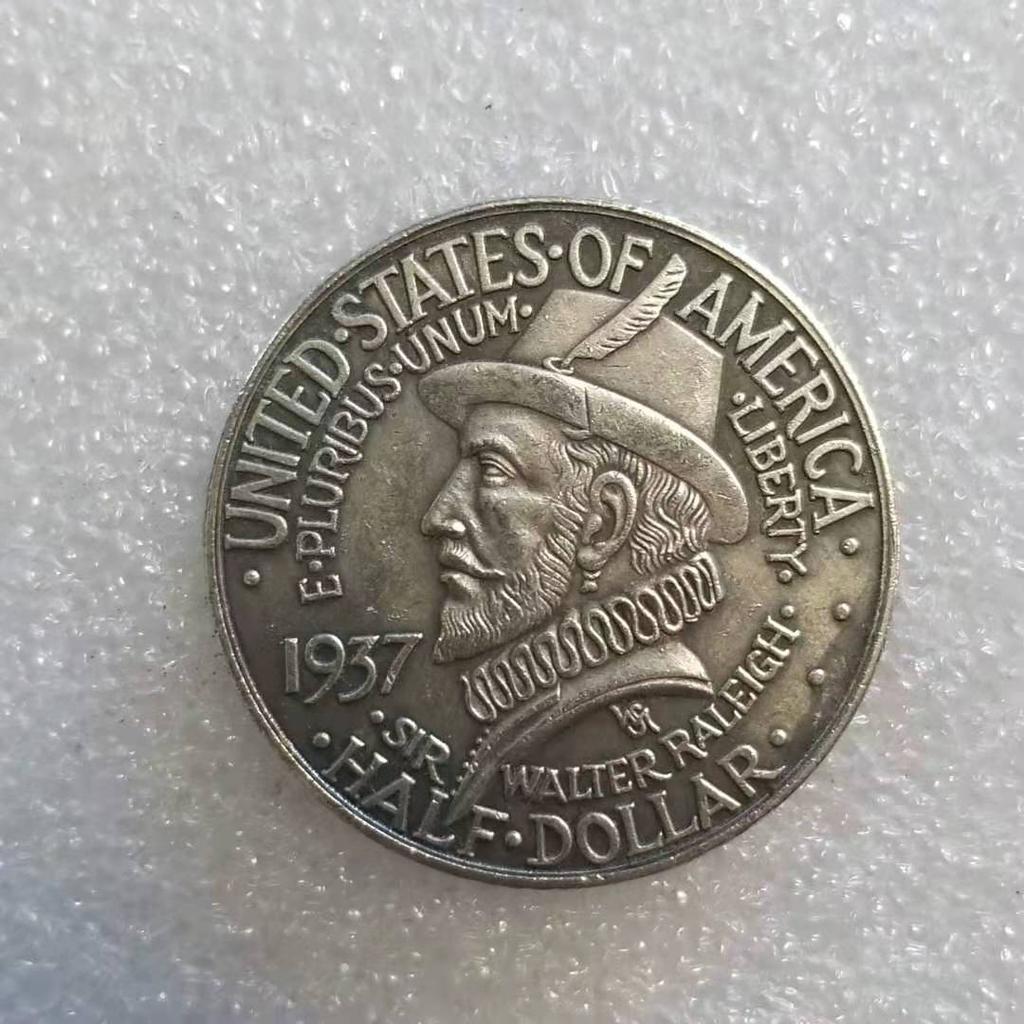 UNITED·STATES·OF AMERICA
E·PLURIBUS·UNUM·
·LIBERTY·
1937
·SIR WALTER RALEIGH·
·HALF·DOLLAR·